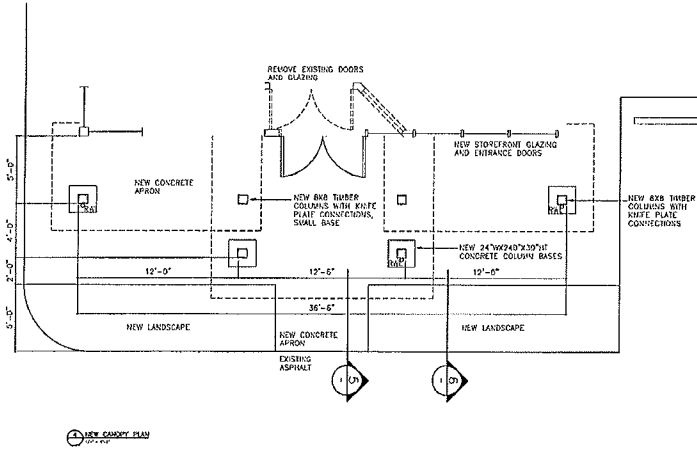 REMOVE EXISTING DOORS
AND GLAZING
NEW STOREFRONT GLAZING
AND ENTRANCE DOORS
NEW CONCRETE
APRON
NEW 8X8 TIMBER
COLUMNS WITH KNIFE
PLATE CONNECTIONS,
SMALL BASE
NEW 8X8 TIMBER
COLUMNS WITH
KNIFE PLATE
CONNECTIONS
NEW 24"WX24"DX30"HT
CONCRETE COLUMN BASES
5'-0"
4'-0"
2'-0"
5'-0"
12'-0"
12'-6"
12'-0"
36'-6"
NEW LANDSCAPE
NEW CONCRETE
APRON
NEW LANDSCAPE
EXISTING
ASPHALT
5
5
NEW CANOPY PLAN